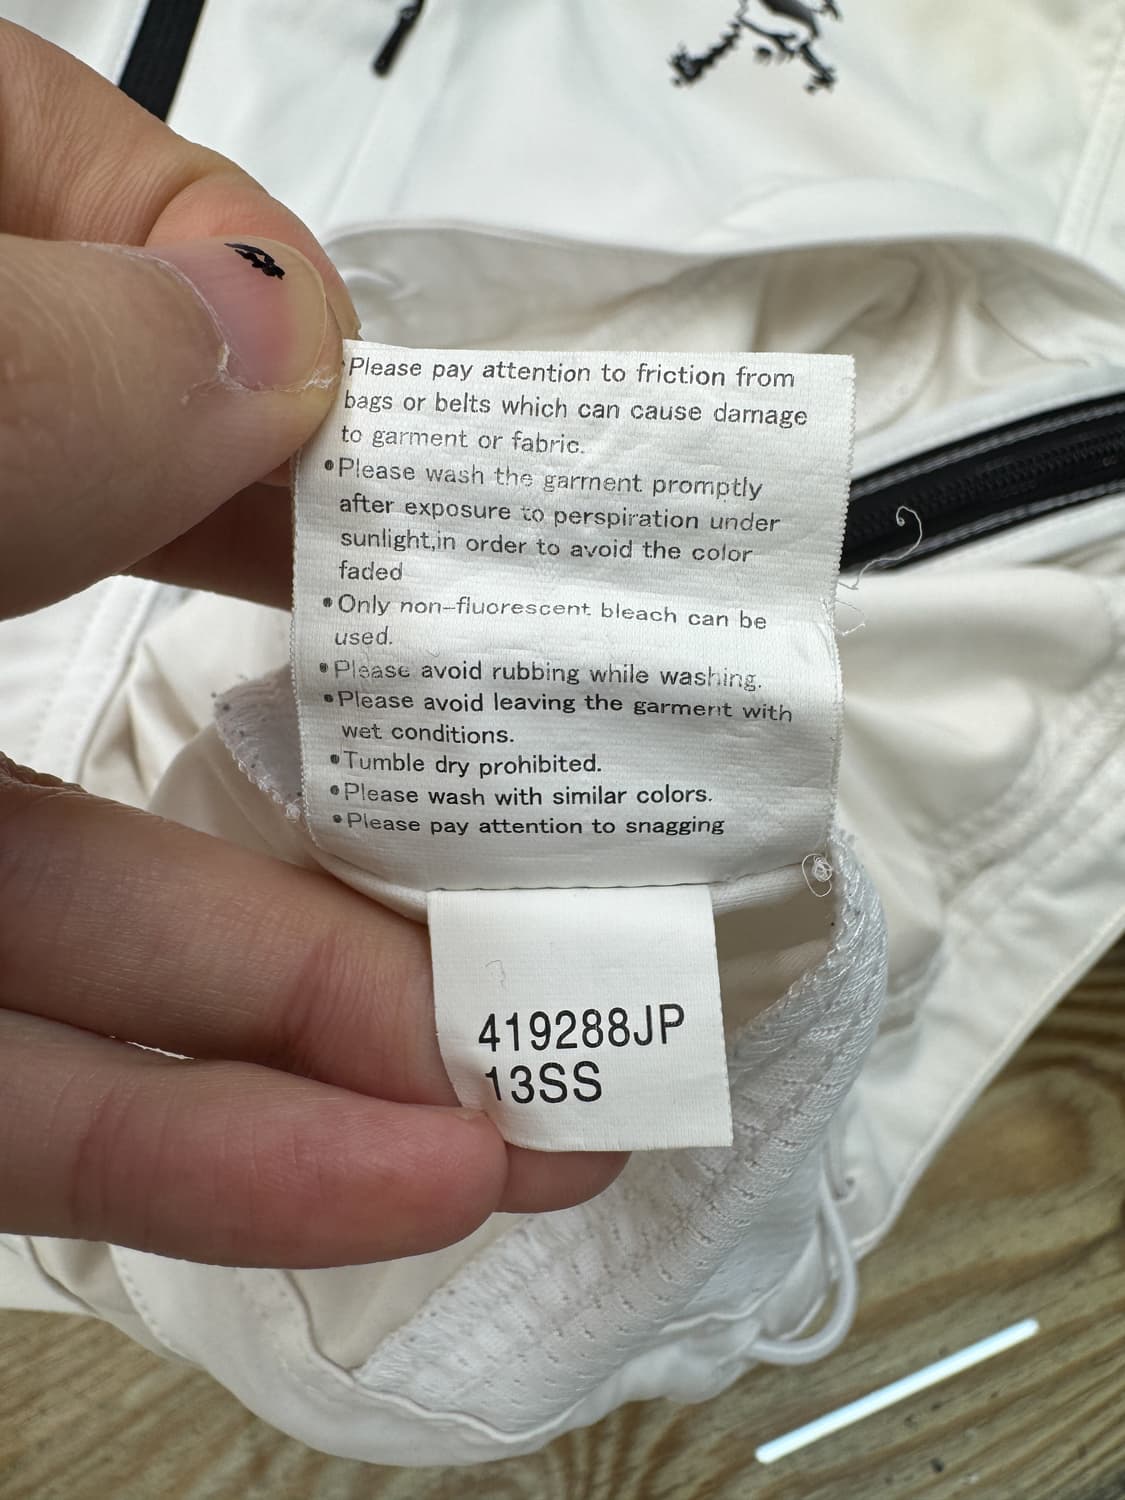 Please pay attention to friction from
bags or belts which can cause damage
to garment or fabric.
•Please wash the garment promptly
after exposure to perspiration under
sunlight,in order to avoid the color
faded
•Only non-fluorescent bleach can be
used.
•Please avoid rubbing while washing.
•Please avoid leaving the garment with
wet conditions.
•Tumble dry prohibited.
•Please wash with similar colors.
•Please pay attention to snagging
419288JP
13SS